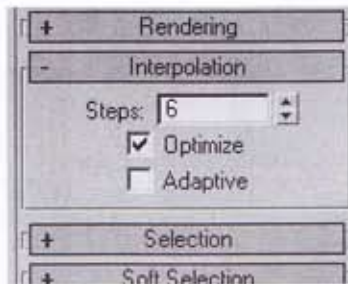 + Rendering
- Interpolation
Steps: 6
Optimize
Adaptive
+ Selection
+ Soft Selection